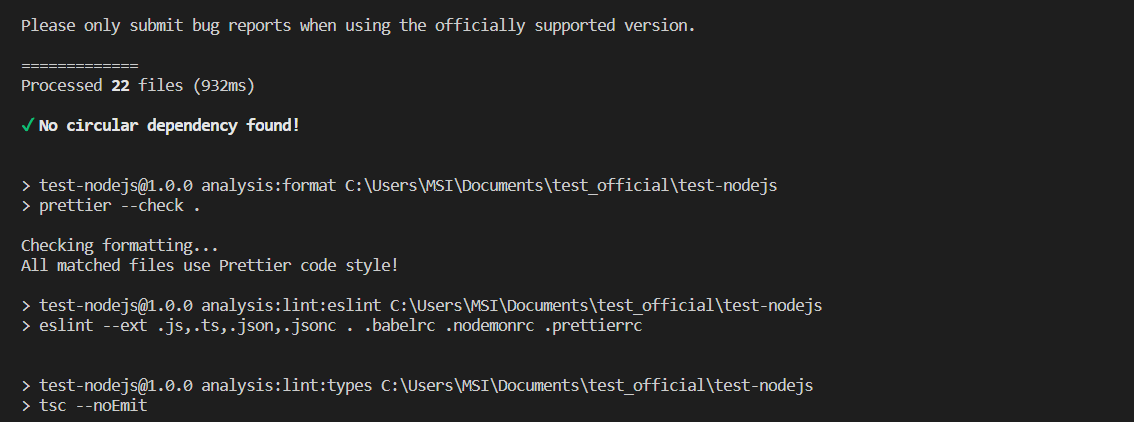 Please only submit bug reports when using the officially supported version.
=============
Processed 22 files (932ms)
✓ No circular dependency found!
> test-nodejs@1.0.0 analysis:format C:\Users\MSI\Documents\test_official\test-nodejs
> prettier --check .
Checking formatting...
All matched files use Prettier code style!
> test-nodejs@1.0.0 analysis:lint:eslint C:\Users\MSI\Documents\test_official\test-nodejs
> eslint --ext .js,.ts,.json,.jsonc . .babelrc .nodemonrc .prettierrc
> test-nodejs@1.0.0 analysis:lint:types C:\Users\MSI\Documents\test_official\test-nodejs
> tsc --noEmit